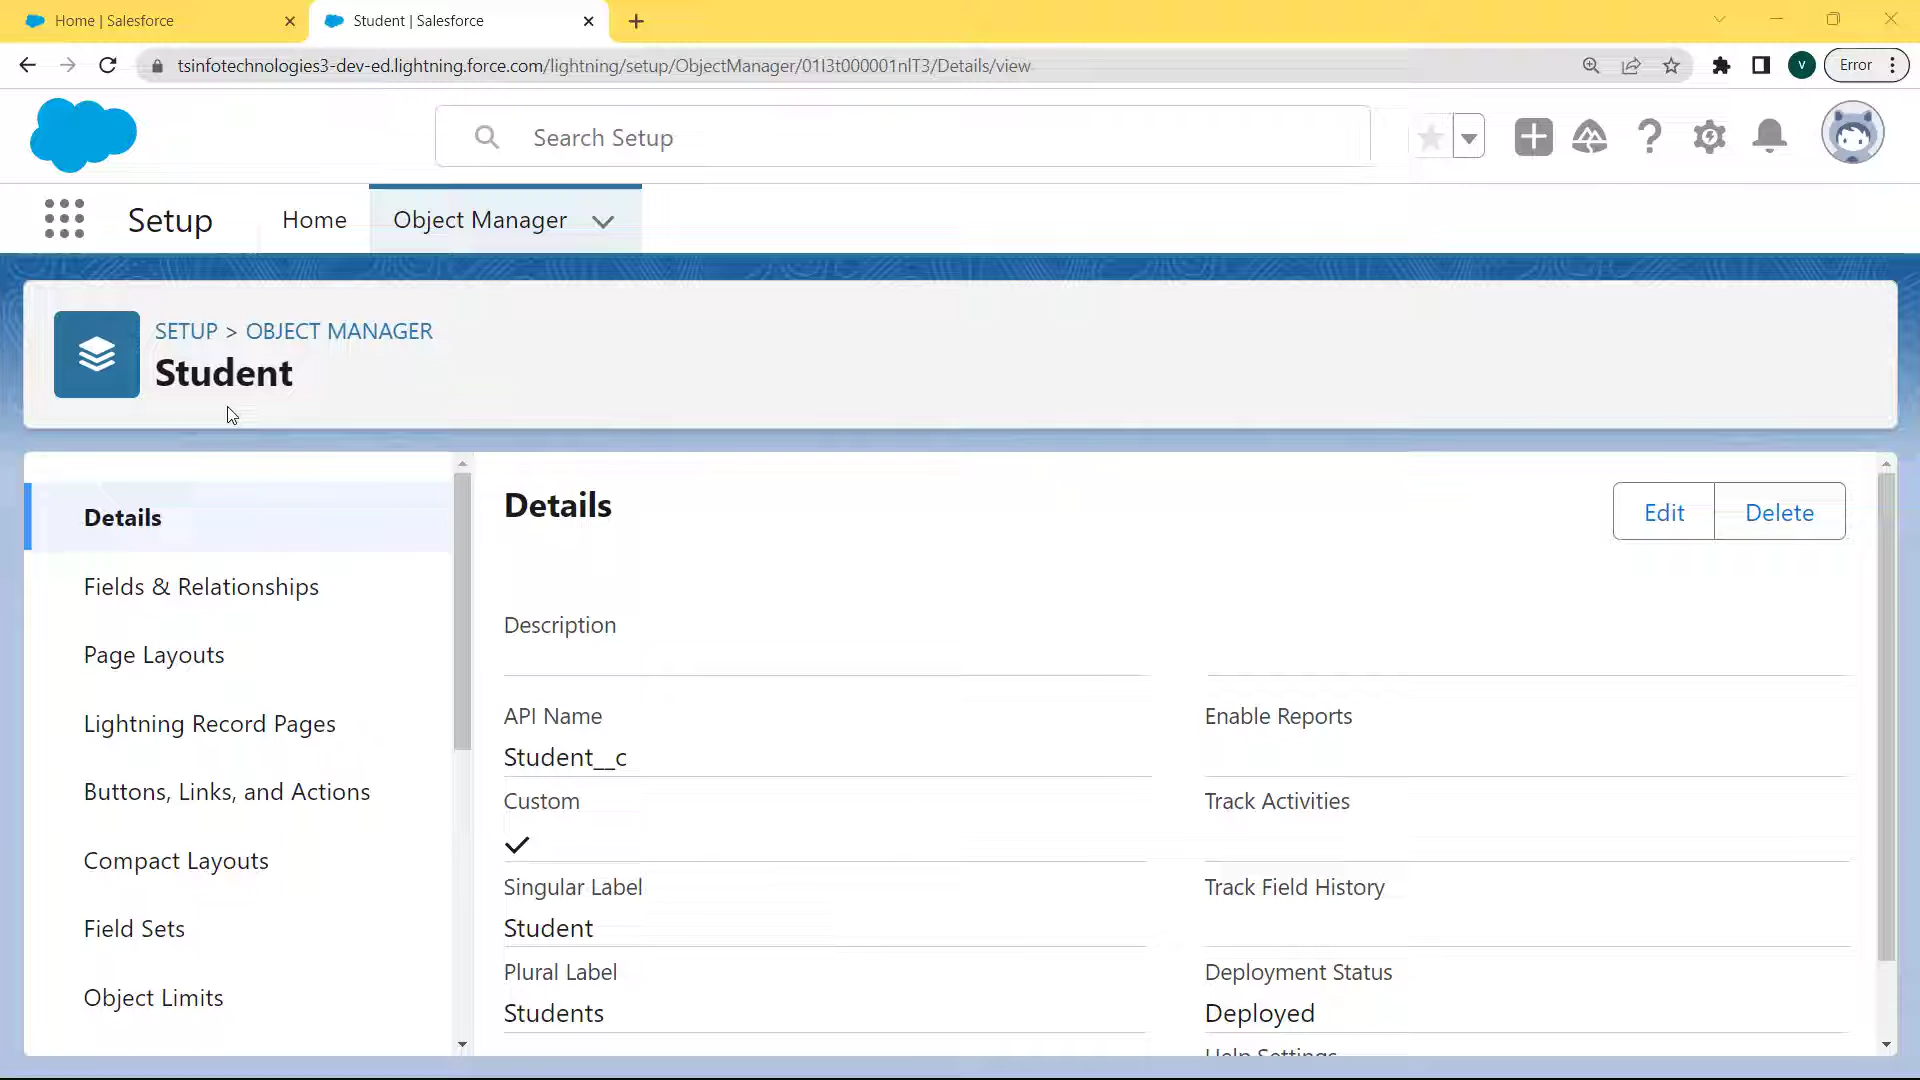 Home | Salesforce
Student | Salesforce
tsinfotechnologies3-dev-ed.lightning.force.com/lightning/setup/ObjectManager/01I3t000001nIT3/Details/view
V
Error
Search Setup
Setup
Home
Object Manager
SETUP > OBJECT MANAGER
Student
Details
Fields & Relationships
Page Layouts
Lightning Record Pages
Buttons, Links, and Actions
Compact Layouts
Field Sets
Object Limits
Details
Edit
Delete
Description
API Name
Student__c
Custom
Singular Label
Student
Plural Label
Students
Enable Reports
Track Activities
Track Field History
Deployment Status
Deployed
Help Settings